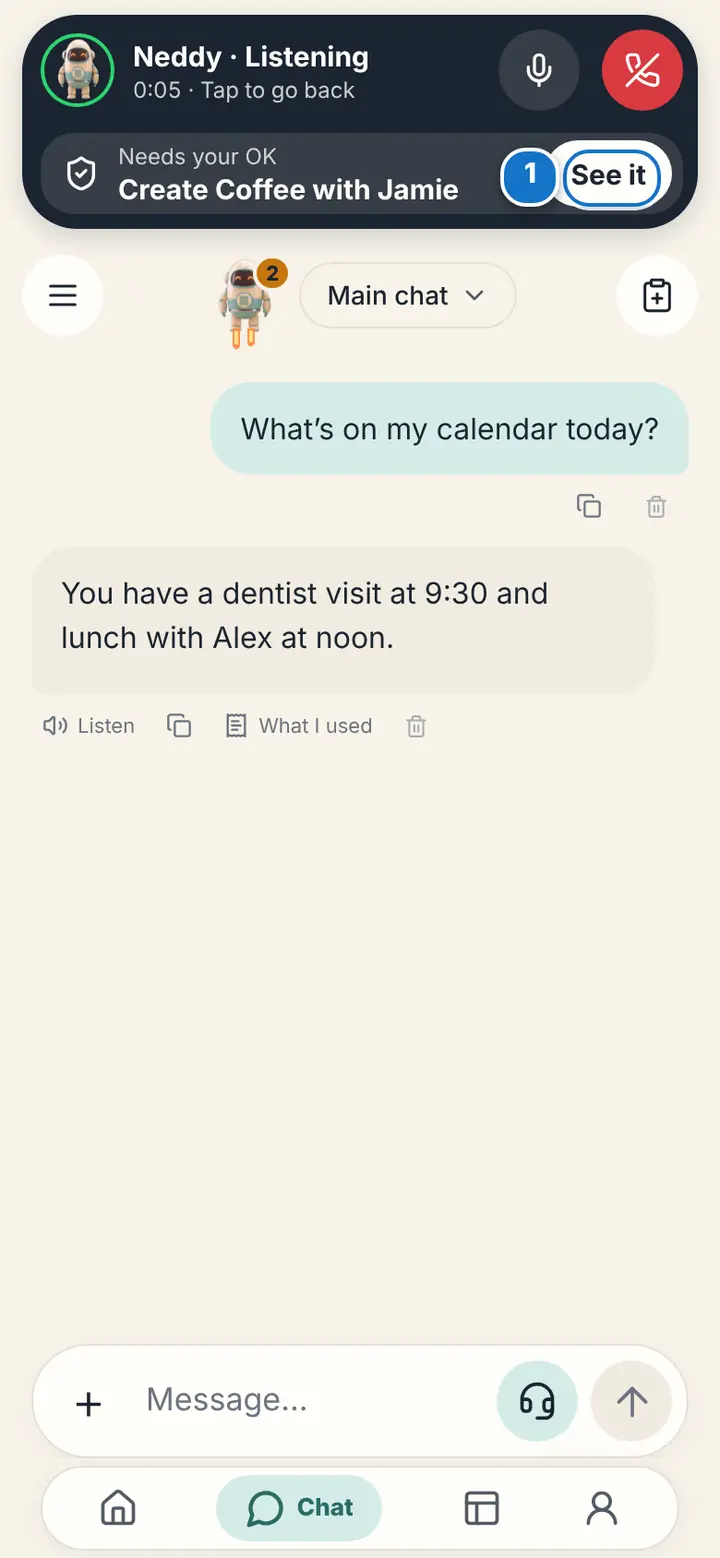 Neddy · Listening
0:05 · Tap to go back
Needs your OK
Create Coffee with Jamie
1
See it
2
Main chat
What’s on my calendar today?
You have a dentist visit at 9:30 and
lunch with Alex at noon.
Listen
What I used
Message...
Chat